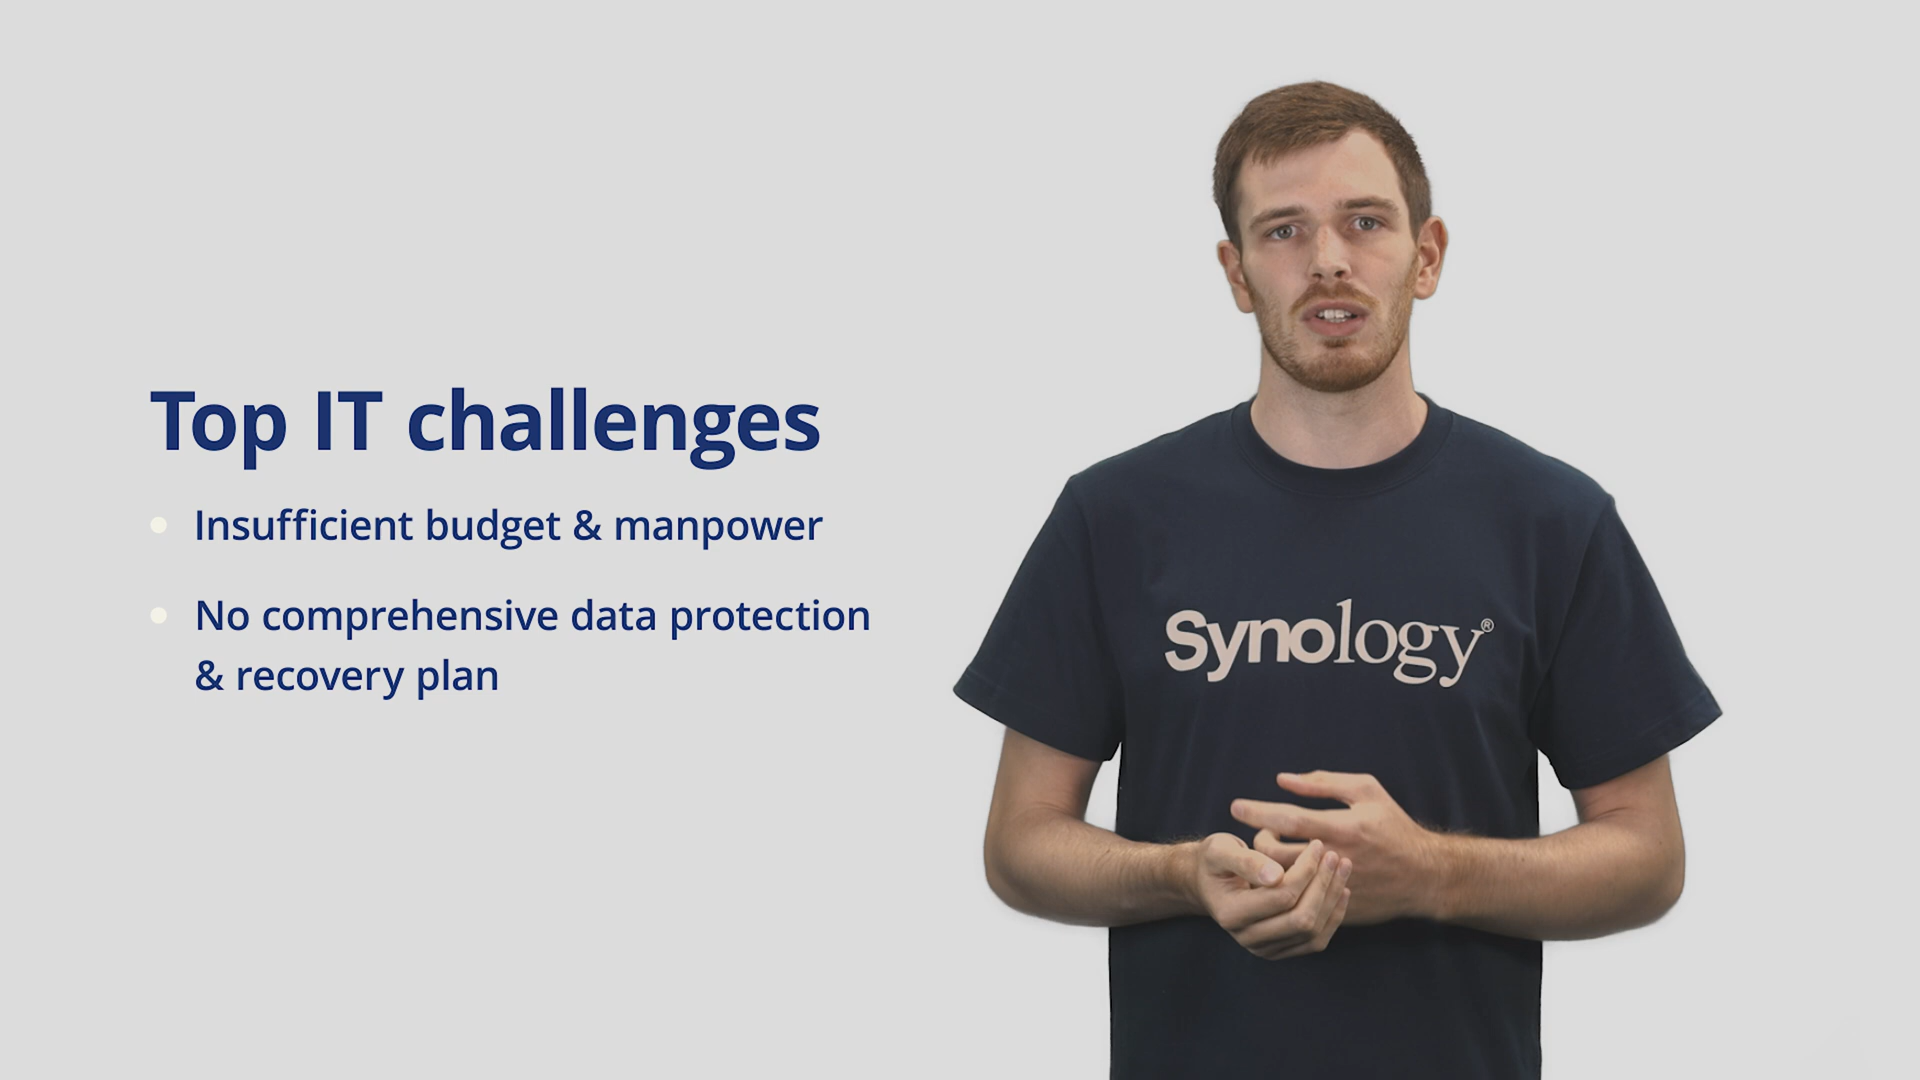 Top IT challenges
Insufficient budget & manpower
No comprehensive data protection
& recovery plan
Synology®